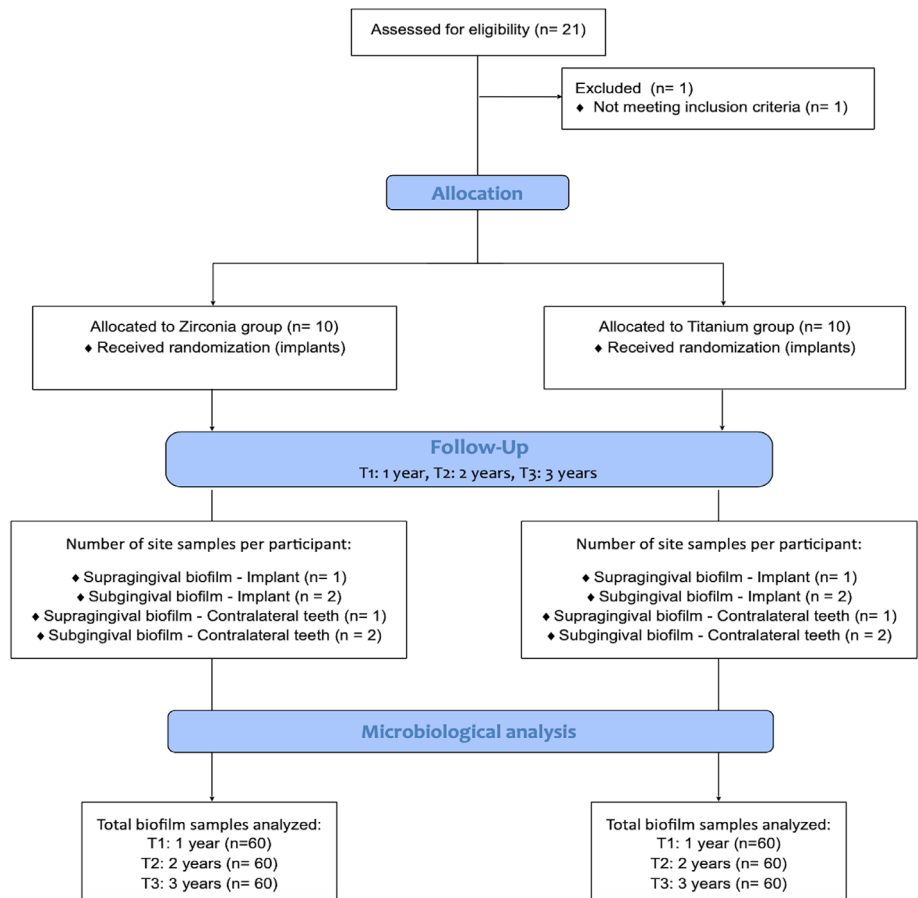 Assessed for eligibility (n= 21)
Excluded (n= 1)
♦ Not meeting inclusion criteria (n= 1)
Allocation
Allocated to Zirconia group (n= 10)
♦ Received randomization (implants)
Allocated to Titanium group (n= 10)
♦ Received randomization (implants)
Follow-Up
T1: 1 year, T2: 2 years, T3: 3 years
Number of site samples per participant:
♦ Supragingival biofilm - Implant (n= 1)
♦ Subgingival biofilm - Implant (n = 2)
♦ Supragingival biofilm - Contralateral teeth (n= 1)
♦ Subgingival biofilm - Contralateral teeth (n = 2)
Number of site samples per participant:
♦ Supragingival biofilm - Implant (n= 1)
♦ Subgingival biofilm - Implant (n = 2)
♦ Supragingival biofilm - Contralateral teeth (n= 1)
♦ Subgingival biofilm - Contralateral teeth (n = 2)
Microbiological analysis
Total biofilm samples analyzed:
T1: 1 year (n=60)
T2: 2 years (n= 60)
T3: 3 years (n= 60)
Total biofilm samples analyzed:
T1: 1 year (n=60)
T2: 2 years (n= 60)
T3: 3 years (n= 60)